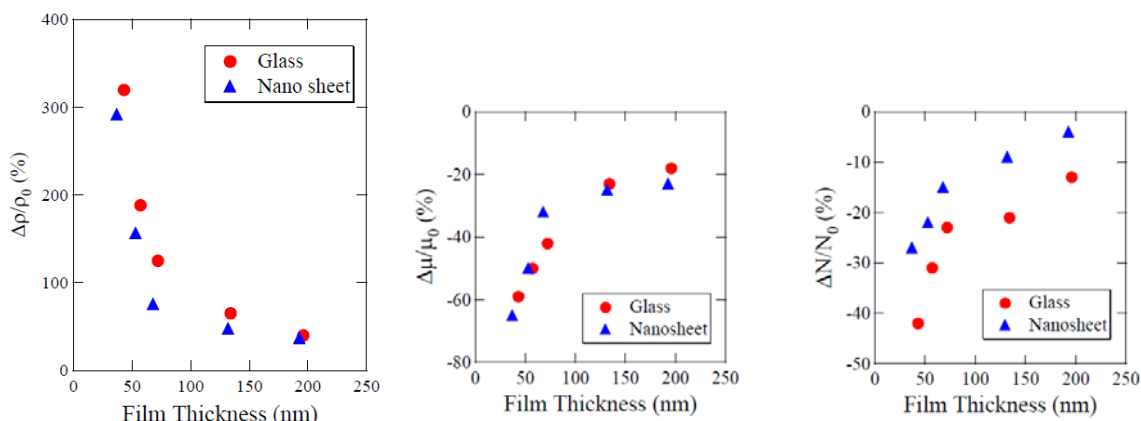 400
300
200
100
0
Δρ/ρ₀ (%)
Glass
Nano sheet
0 50 100 150 200 250
Film Thickness (nm)
0
-20
-40
-60
-80
Δμ/μ₀ (%)
Glass
Nanosheet
0 50 100 150 200 250
Film Thickness (nm)
0
-10
-20
-30
-40
-50
ΔN/N₀ (%)
Glass
Nanosheet
0 50 100 150 200 250
Film Thickness (nm)